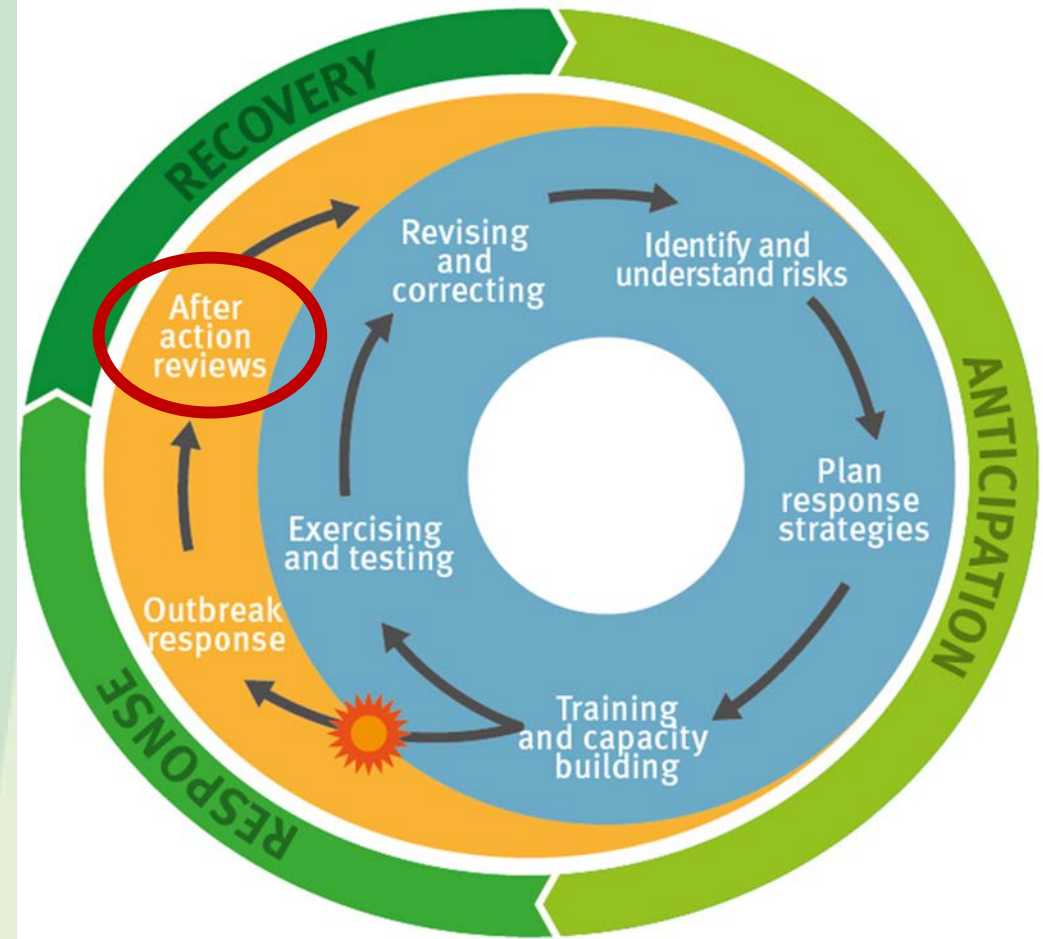 RECOVERY
ANTICIPATION
RESPONSE
Revising
and
correcting
Identify and
understand risks
Plan
response
strategies
Training
and capacity
building
Exercising
and testing
Outbreak
response
After
action
reviews